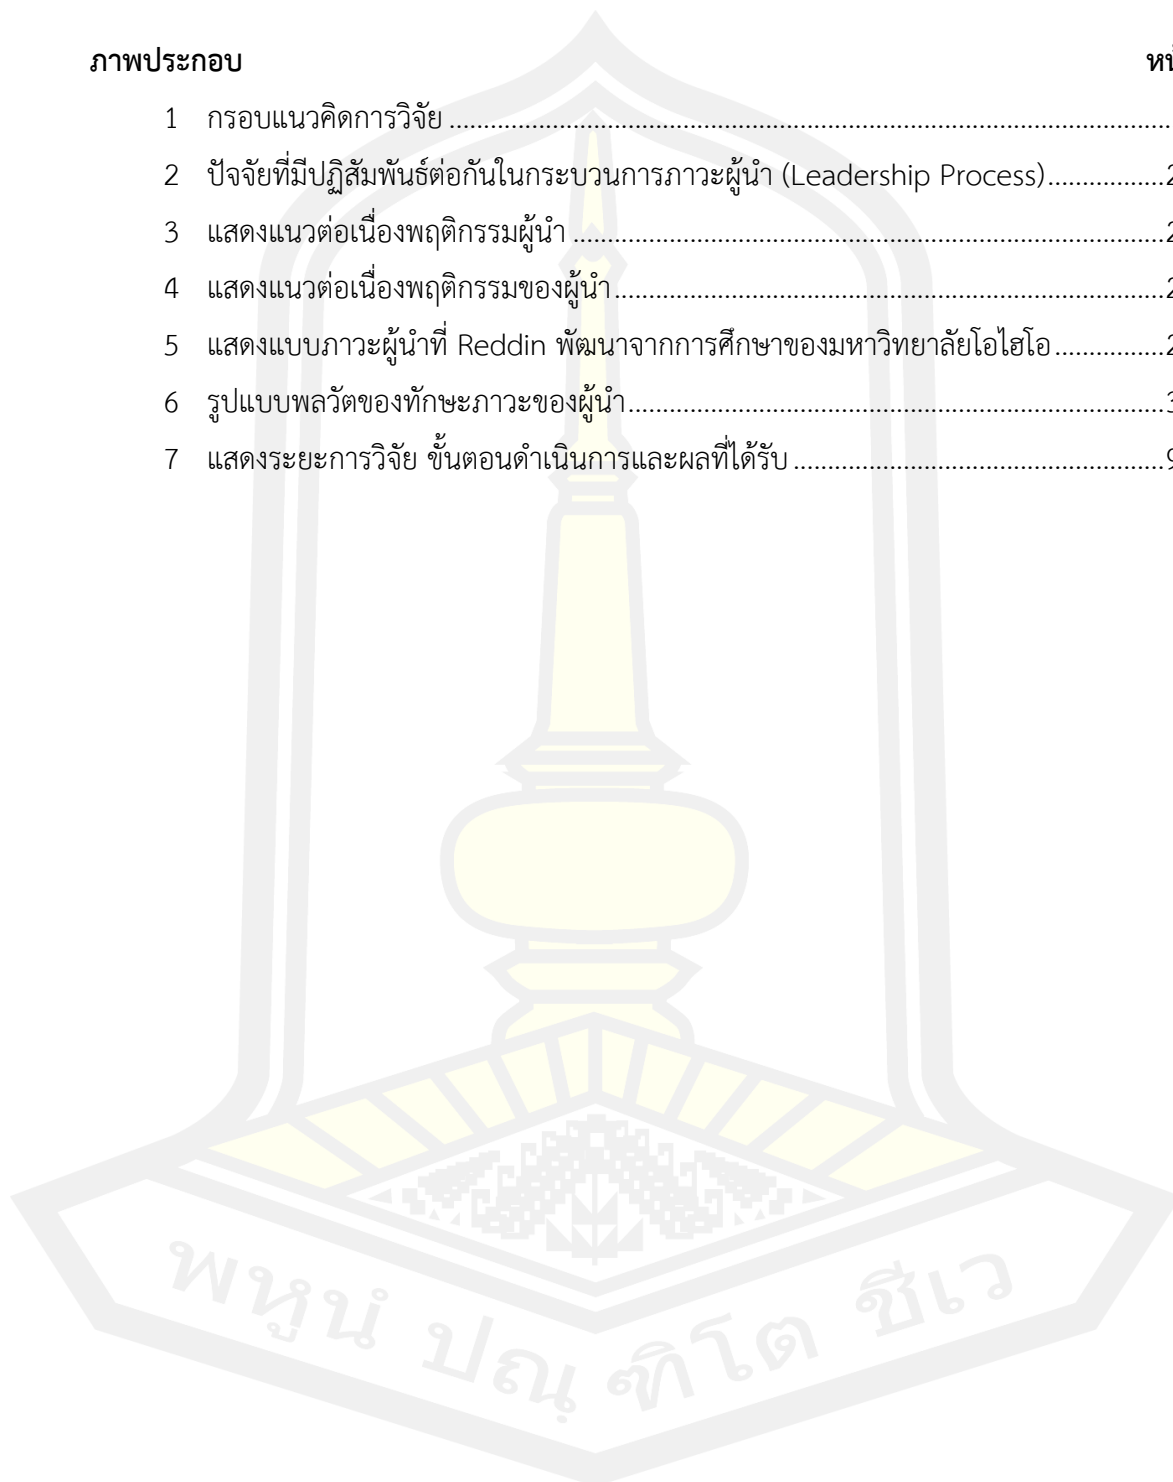 ภาพประกอบ
1 กรอบแนวคิดการวิจัย
2 ปัจจัยที่มีปฏิสัมพันธ์ต่อกันในกระบวนการภาวะผู้นำ (Leadership Process)
3 แสดงแนวต่อเนื่องพฤติกรรมผู้นำ
4 แสดงแนวต่อเนื่องพฤติกรรมของผู้นำ
5 แสดงแบบภาวะผู้นำที่ Reddin พัฒนาจากการศึกษาของมหาวิทยาลัยโอไฮโอ
6 รูปแบบพลวัตของทักษะภาวะของผู้นำ
7 แสดงระยะการวิจัย ขั้นตอนดำเนินการและผลที่ได้รับ
พหูนํ ปณฺฑิโต ชีเว